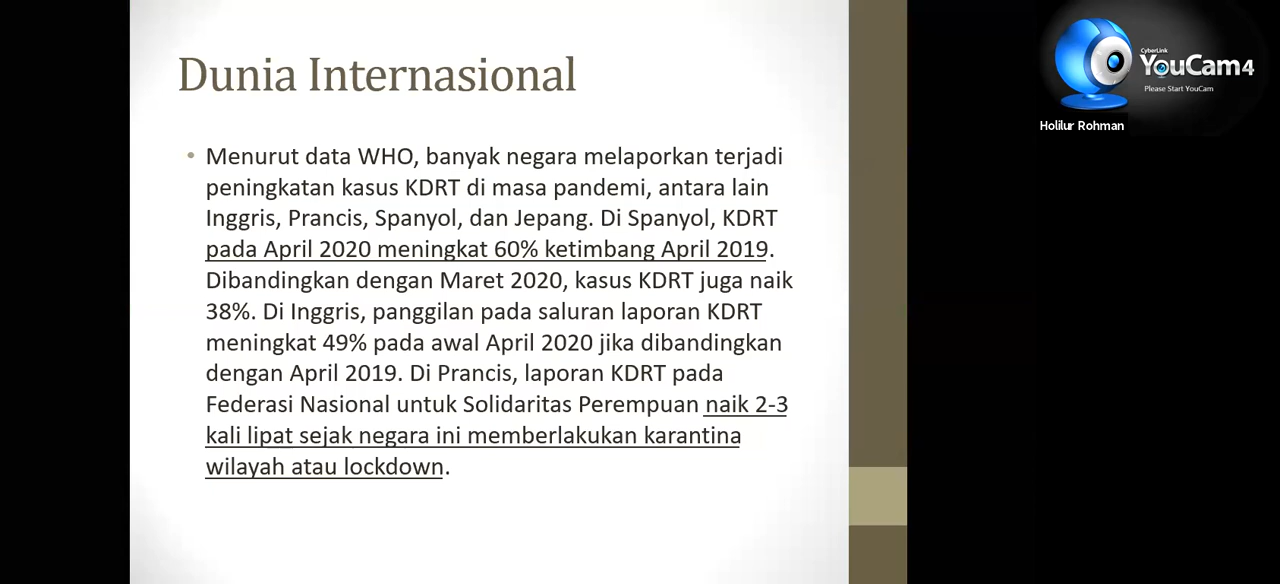 Dunia Internasional
• Menurut data WHO, banyak negara melaporkan terjadi
peningkatan kasus KDRT di masa pandemi, antara lain
Inggris, Prancis, Spanyol, dan Jepang. Di Spanyol, KDRT
pada April 2020 meningkat 60% ketimbang April 2019.
Dibandingkan dengan Maret 2020, kasus KDRT juga naik
38%. Di Inggris, panggilan pada saluran laporan KDRT
meningkat 49% pada awal April 2020 jika dibandingkan
dengan April 2019. Di Prancis, laporan KDRT pada
Federasi Nasional untuk Solidaritas Perempuan naik 2-3
kali lipat sejak negara ini memberlakukan karantina
wilayah atau lockdown.
CyberLink
YouCam4
Please Start YouCam
Holilur Rohman